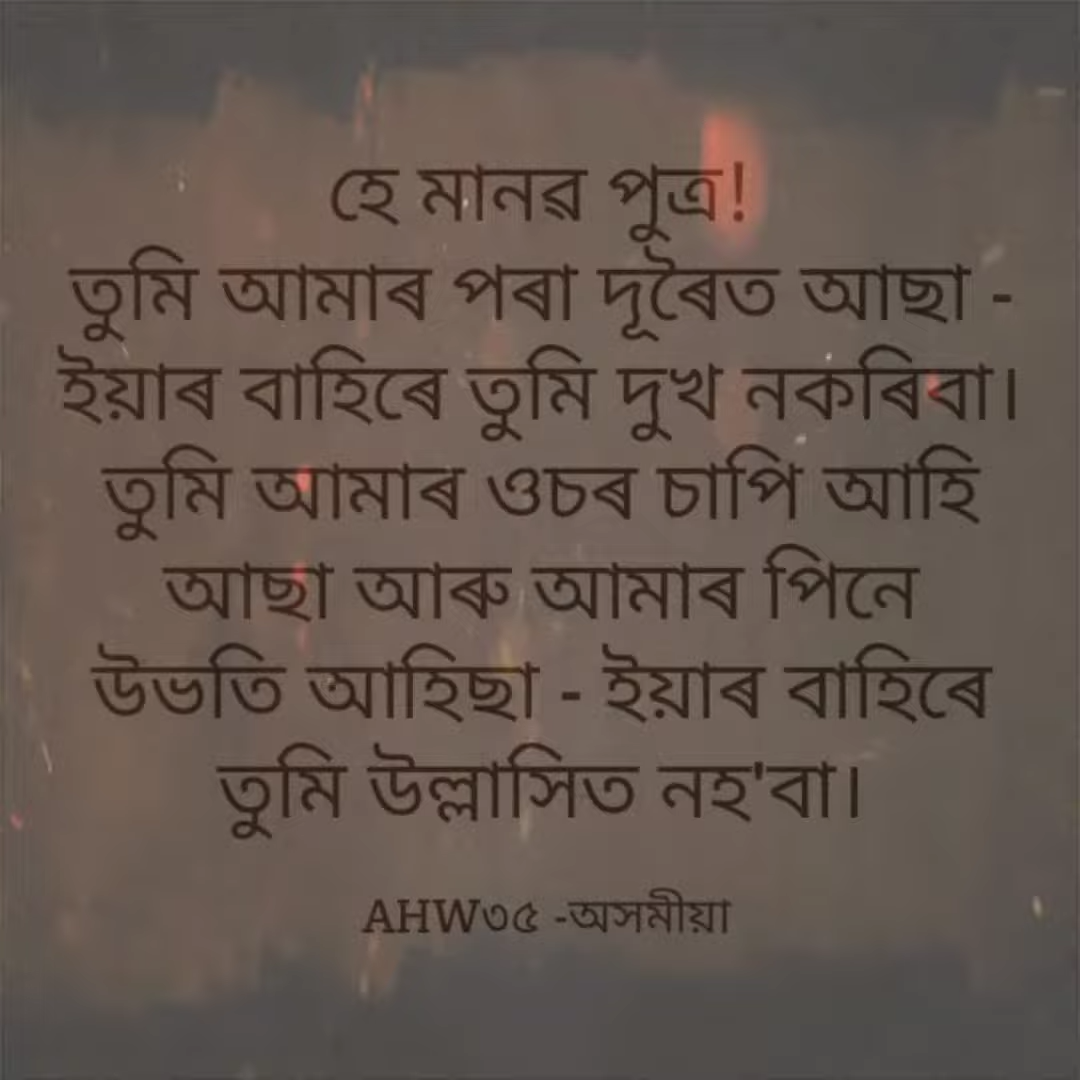 হে মানৱ পুত্ৰ!
তুমি আমাৰ পৰা দূৰৈত আছা -
ইয়াৰ বাহিৰে তুমি দুখ নকৰিবা।
তুমি আমাৰ ওচৰ চাপি আহি
আছা আৰু আমাৰ পিনে
উভতি আহিছা - ইয়াৰ বাহিৰে
তুমি উল্লাসিত নহ'বা।
AHW৩৫ -অসমীয়া